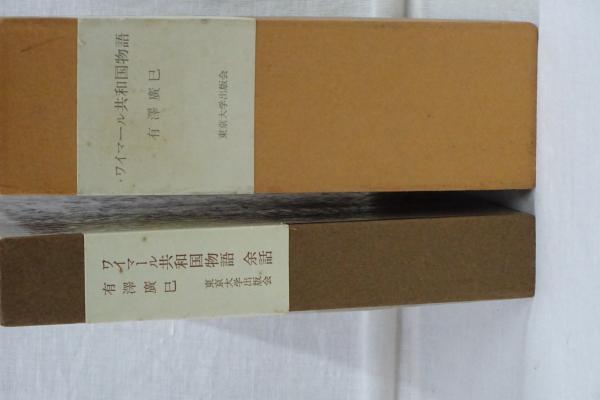 ワイマール共和国物語
有澤廣巳
東京大学出版会
ワイマール共和国物語 余話
有澤廣巳
東京大学出版会